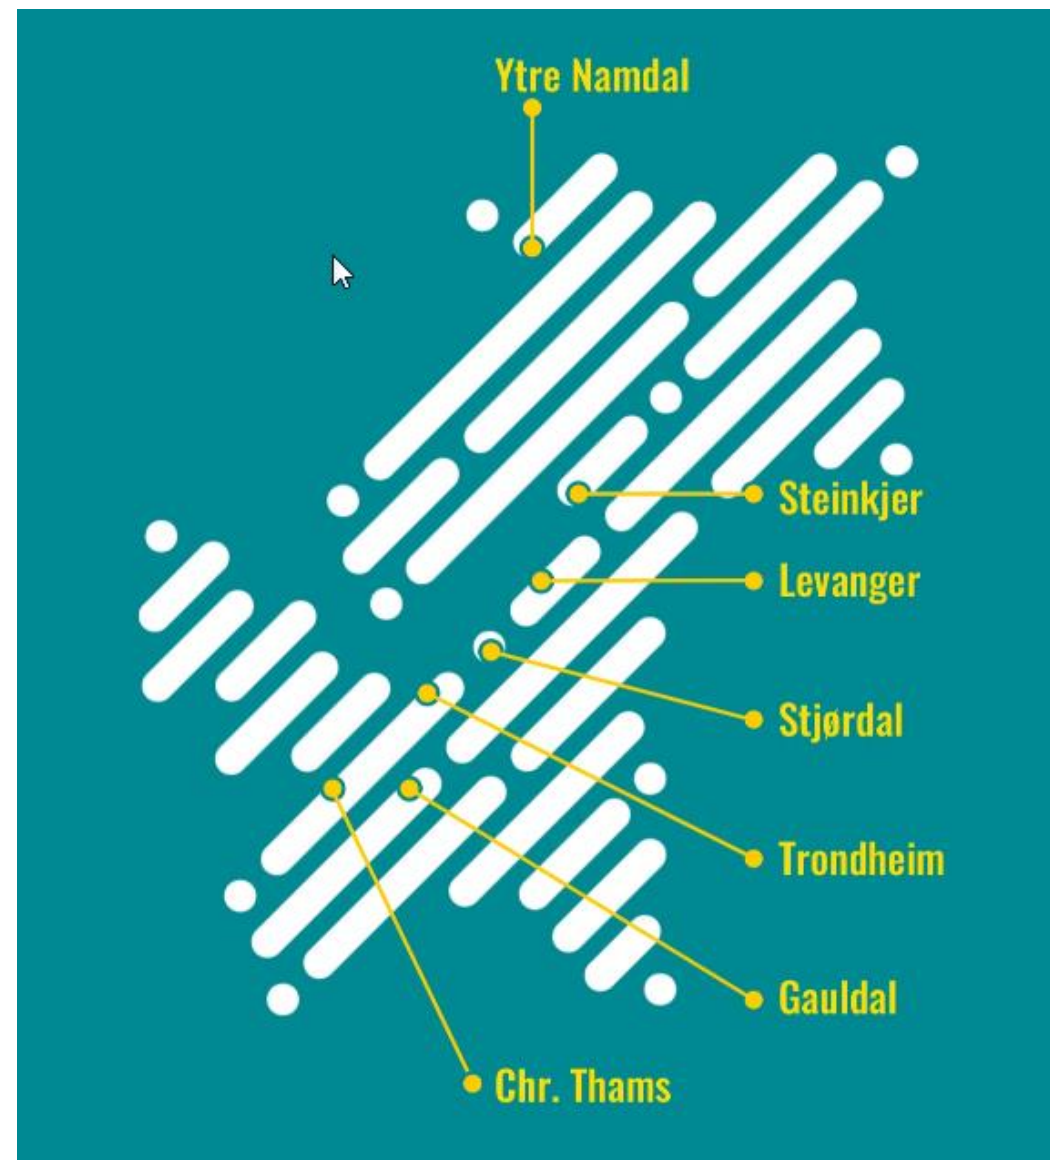 Ytre Namdal
Steinkjer
Levanger
Stjørdal
Trondheim
Gauldal
Chr. Thams